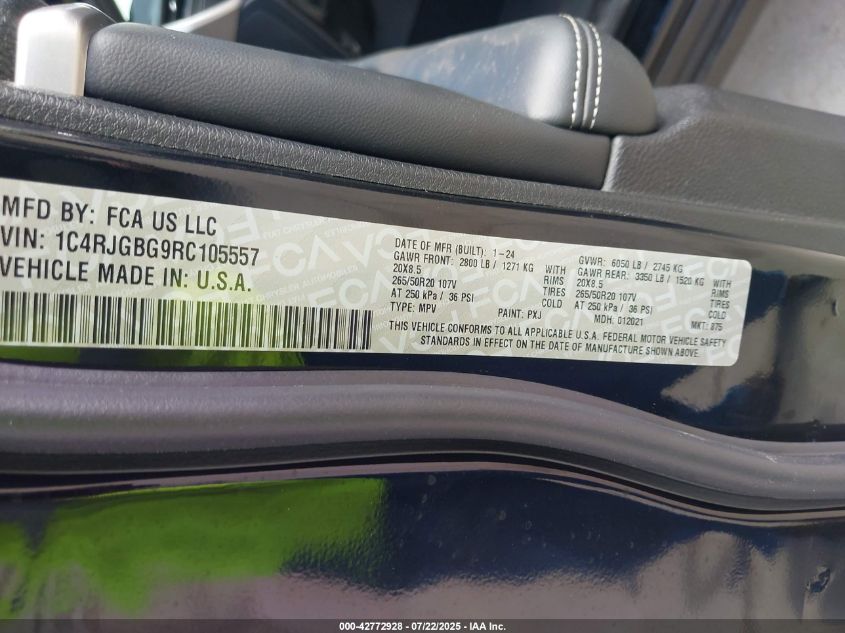 MFD BY: FCA US LLC
VIN: 1C4RJGBG9RC105557
VEHICLE MADE IN: U.S.A.
DATE OF MFR (BUILT): 1-24 GVWR: 6050 LB / 2745 KG
GAWR FRONT: 2800 LB / 1271 KG WITH GAWR REAR: 3350 LB / 1520 KG WITH
20X8.5 RIMS 20X8.5 RIMS
265/50R20 107V TIRES 265/50R20 107V TIRES
AT 250 kPa / 36 PSI COLD AT 250 kPa / 36 PSI COLD
TYPE: MPV PAINT: PXJ MDH: 012021 MKT: 875
THIS VEHICLE CONFORMS TO ALL APPLICABLE U.S.A. FEDERAL MOTOR VEHICLE SAFETY
STANDARDS IN EFFECT ON THE DATE OF MANUFACTURE SHOWN ABOVE.
000-42772928 - 07/22/2025 - IAA Inc.